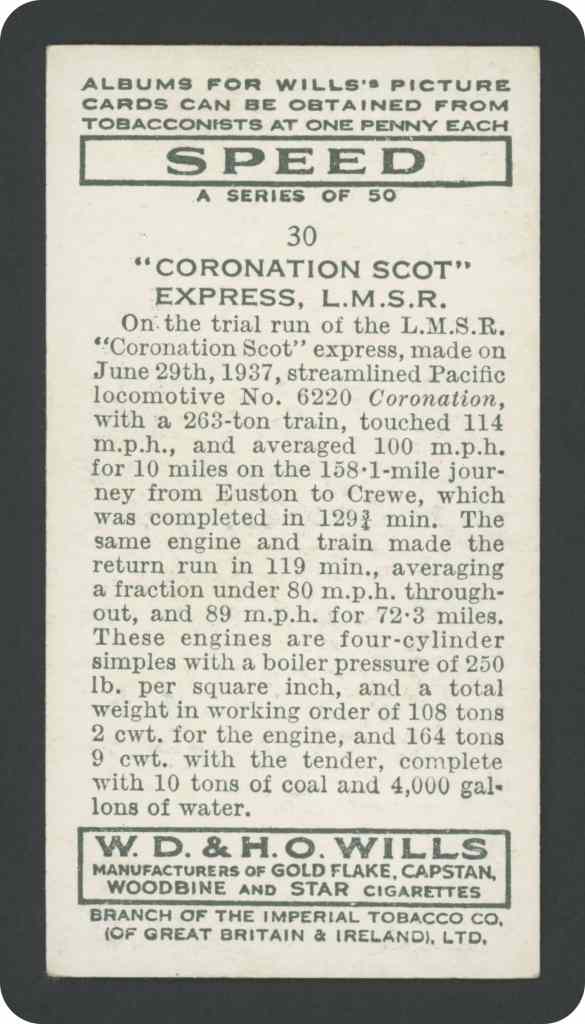 ALBUMS FOR WILLS'S PICTURE
CARDS CAN BE OBTAINED FROM
TOBACCONISTS AT ONE PENNY EACH
SPEED
A SERIES OF 50
30
"CORONATION SCOT"
EXPRESS, L.M.S.R.
On the trial run of the L.M.S.R.
"Coronation Scot" express, made on
June 29th, 1937, streamlined Pacific
locomotive No. 6220 Coronation,
with a 263-ton train, touched 114
m.p.h., and averaged 100 m.p.h.
for 10 miles on the 158·1-mile jour-
ney from Euston to Crewe, which
was completed in 129¾ min. The
same engine and train made the
return run in 119 min., averaging
a fraction under 80 m.p.h. through-
out, and 89 m.p.h. for 72·3 miles.
These engines are four-cylinder
simples with a boiler pressure of 250
lb. per square inch, and a total
weight in working order of 108 tons
2 cwt. for the engine, and 164 tons
9 cwt. with the tender, complete
with 10 tons of coal and 4,000 gal-
lons of water.
W. D. & H. O. WILLS
MANUFACTURERS OF GOLD FLAKE, CAPSTAN,
WOODBINE AND STAR CIGARETTES
BRANCH OF THE IMPERIAL TOBACCO CO.
(OF GREAT BRITAIN & IRELAND), LTD.